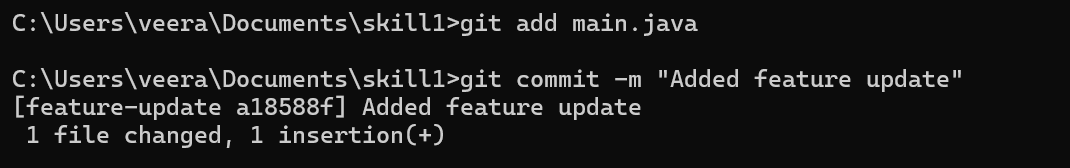 C:\Users\veera\Documents\skill1>git add main.java
C:\Users\veera\Documents\skill1>git commit -m "Added feature update"
[feature-update a18588f] Added feature update
 1 file changed, 1 insertion(+)